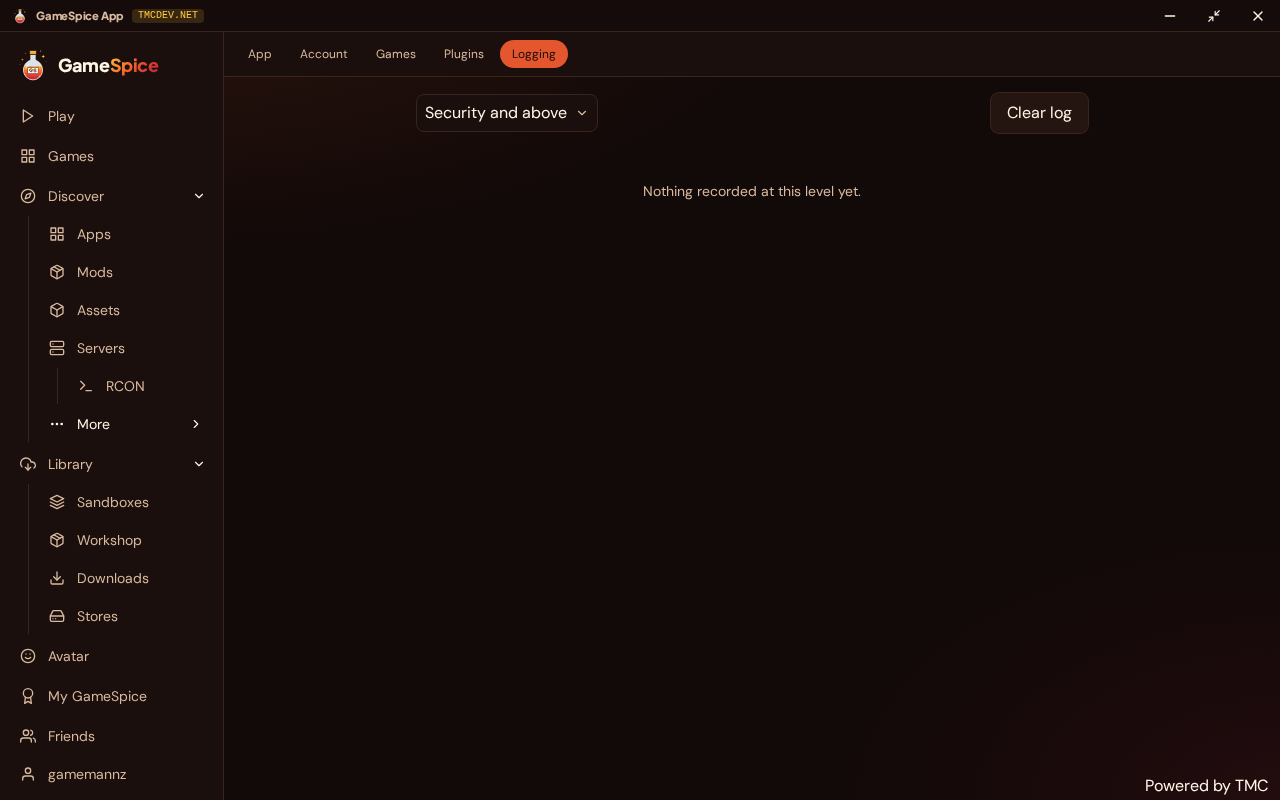 GameSpice App TMCDEV.NET
GameSpice
Play
Games
Discover
Apps
Mods
Assets
Servers
RCON
More
Library
Sandboxes
Workshop
Downloads
Stores
Avatar
My GameSpice
Friends
gamemannz
App Account Games Plugins Logging
Security and above Clear log
Nothing recorded at this level yet.
Powered by TMC